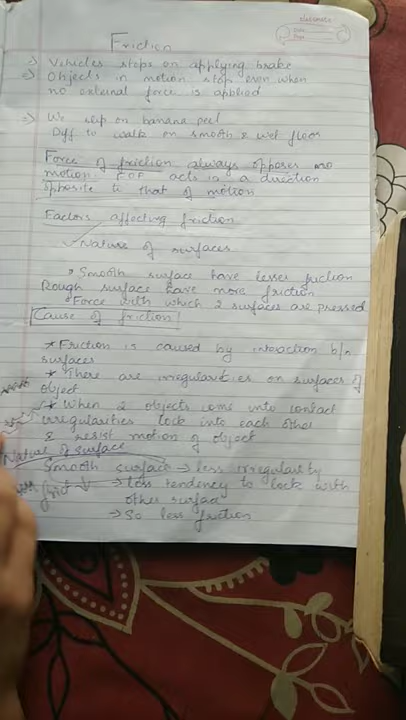 classmate
Date
Page
Friction
→) Vehicles stops on applying brake
→) Objects in motion stop even when
no external force is applied
→) We slip on banana peel
Diff to walk on smooth & wet floor
Force of friction always opposes
motion. FOF acts in a direction
opposite to that of motion
Factors affecting friction
✓ Nature of surfaces
* Smooth surface have lesser friction
Rough surface have more friction
* Force with which 2 surfaces are pressed
Cause of friction
* Friction is caused by interaction b/n
surfaces
* There are irregularities on surfaces of
object
* When 2 objects come into contact
irregularities lock into each other
& resist motion of object
Nature of surface
Smooth surface → less irregularity
frict ↓ → less tendency to lock with
other surface
→ So less friction